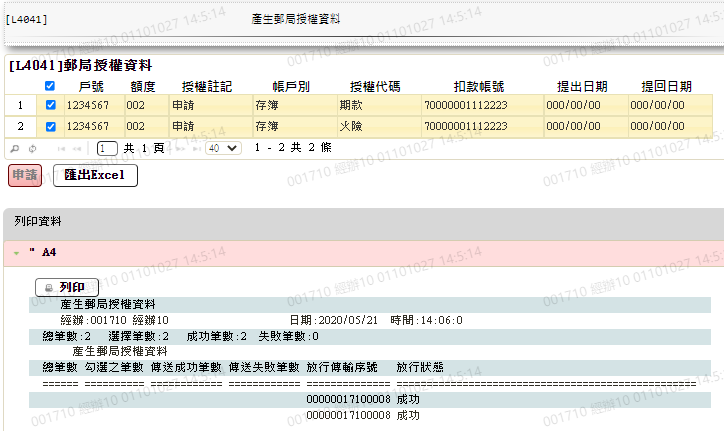 [L4041] 產生郵局授權資料
[L4041]郵局授權資料
戶號 額度 授權註記 帳戶別 授權代碼 扣款帳號 提出日期 提回日期
1 1234567 002 申請 存簿 期款 70000001112223 000/00/00 000/00/00
2 1234567 002 申請 存簿 火險 70000001112223 000/00/00 000/00/00
1 共 1 頁 40 1 - 2 共 2 條
申請 匯出Excel
列印資料
" A4
列印
產生郵局授權資料
經辦:001710 經辦10 日期:2020/05/21 時間:14:06:0
總筆數:2 選擇筆數:2 成功筆數:2 失敗筆數:0
產生郵局授權資料
總筆數 勾選之筆數 傳送成功筆數 傳送失敗筆數 放行傳輸序號 放行狀態
00000017100008 成功
00000017100008 成功
001710 經辦10 01101027 14:5:14